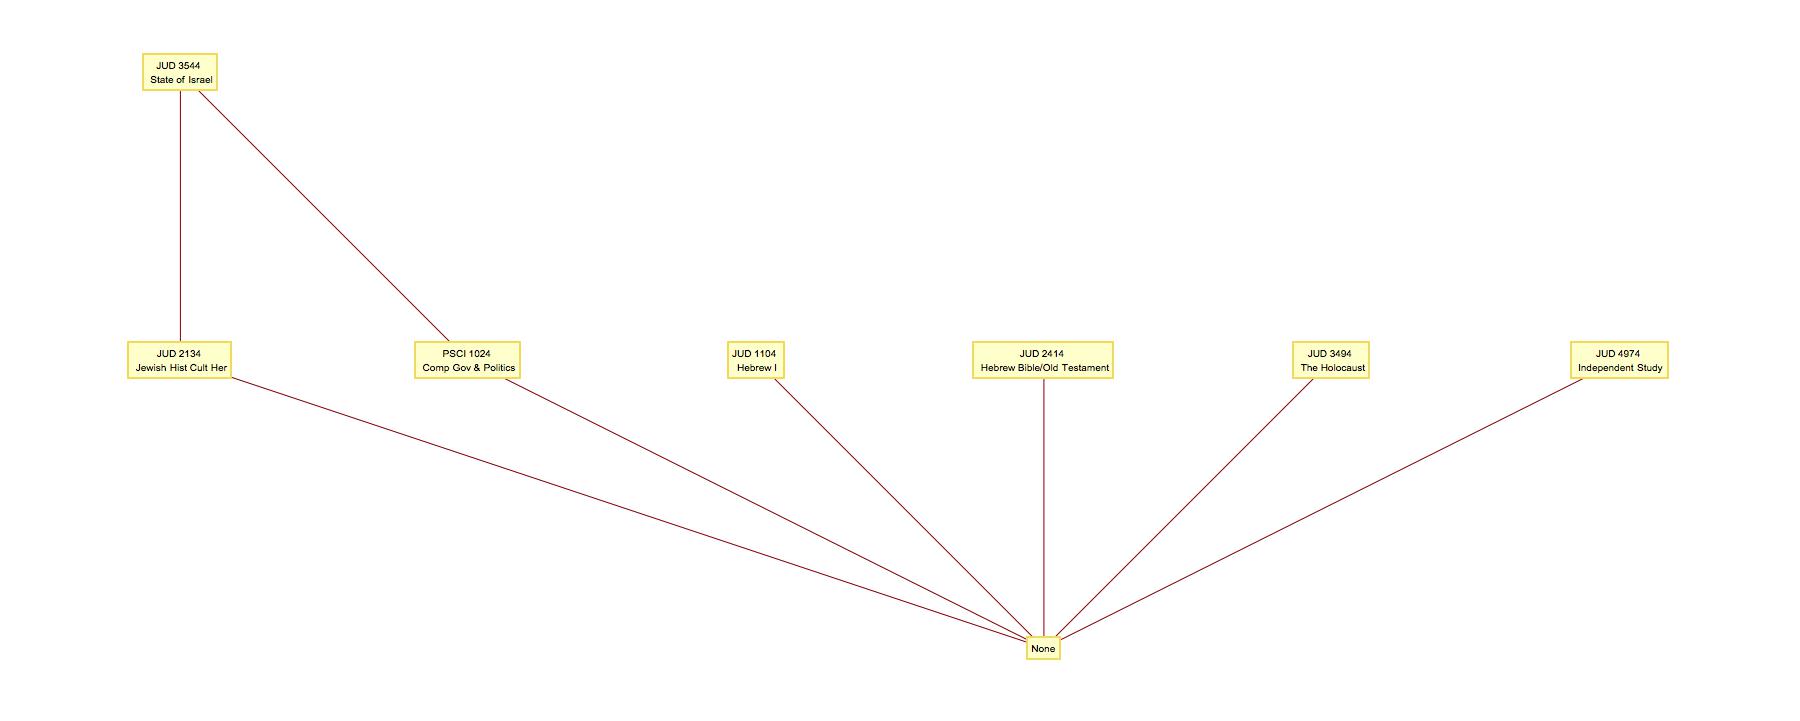 JUD 3544
State of Israel
JUD 2134
Jewish Hist Cult Her
PSCI 1024
Comp Gov & Politics
JUD 1104
Hebrew I
JUD 2414
Hebrew Bible/Old Testament
JUD 3494
The Holocaust
JUD 4974
Independent Study
None